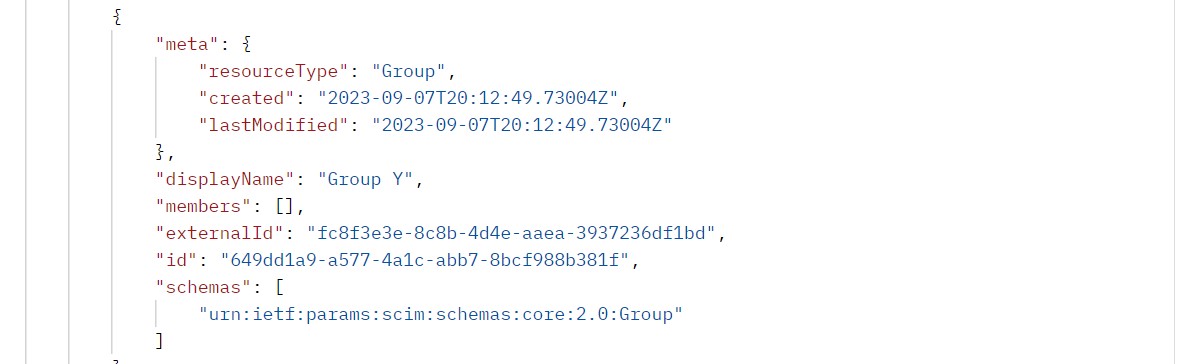 {
"meta": {
"resourceType": "Group",
"created": "2023-09-07T20:12:49.73004Z",
"lastModified": "2023-09-07T20:12:49.73004Z"
},
"displayName": "Group Y",
"members": [],
"externalId": "fc8f3e3e-8c8b-4d4e-aaea-3937236df1bd",
"id": "649dd1a9-a577-4a1c-abb7-8bcf988b381f",
"schemas": [
"urn:ietf:params:scim:schemas:core:2.0:Group"
]